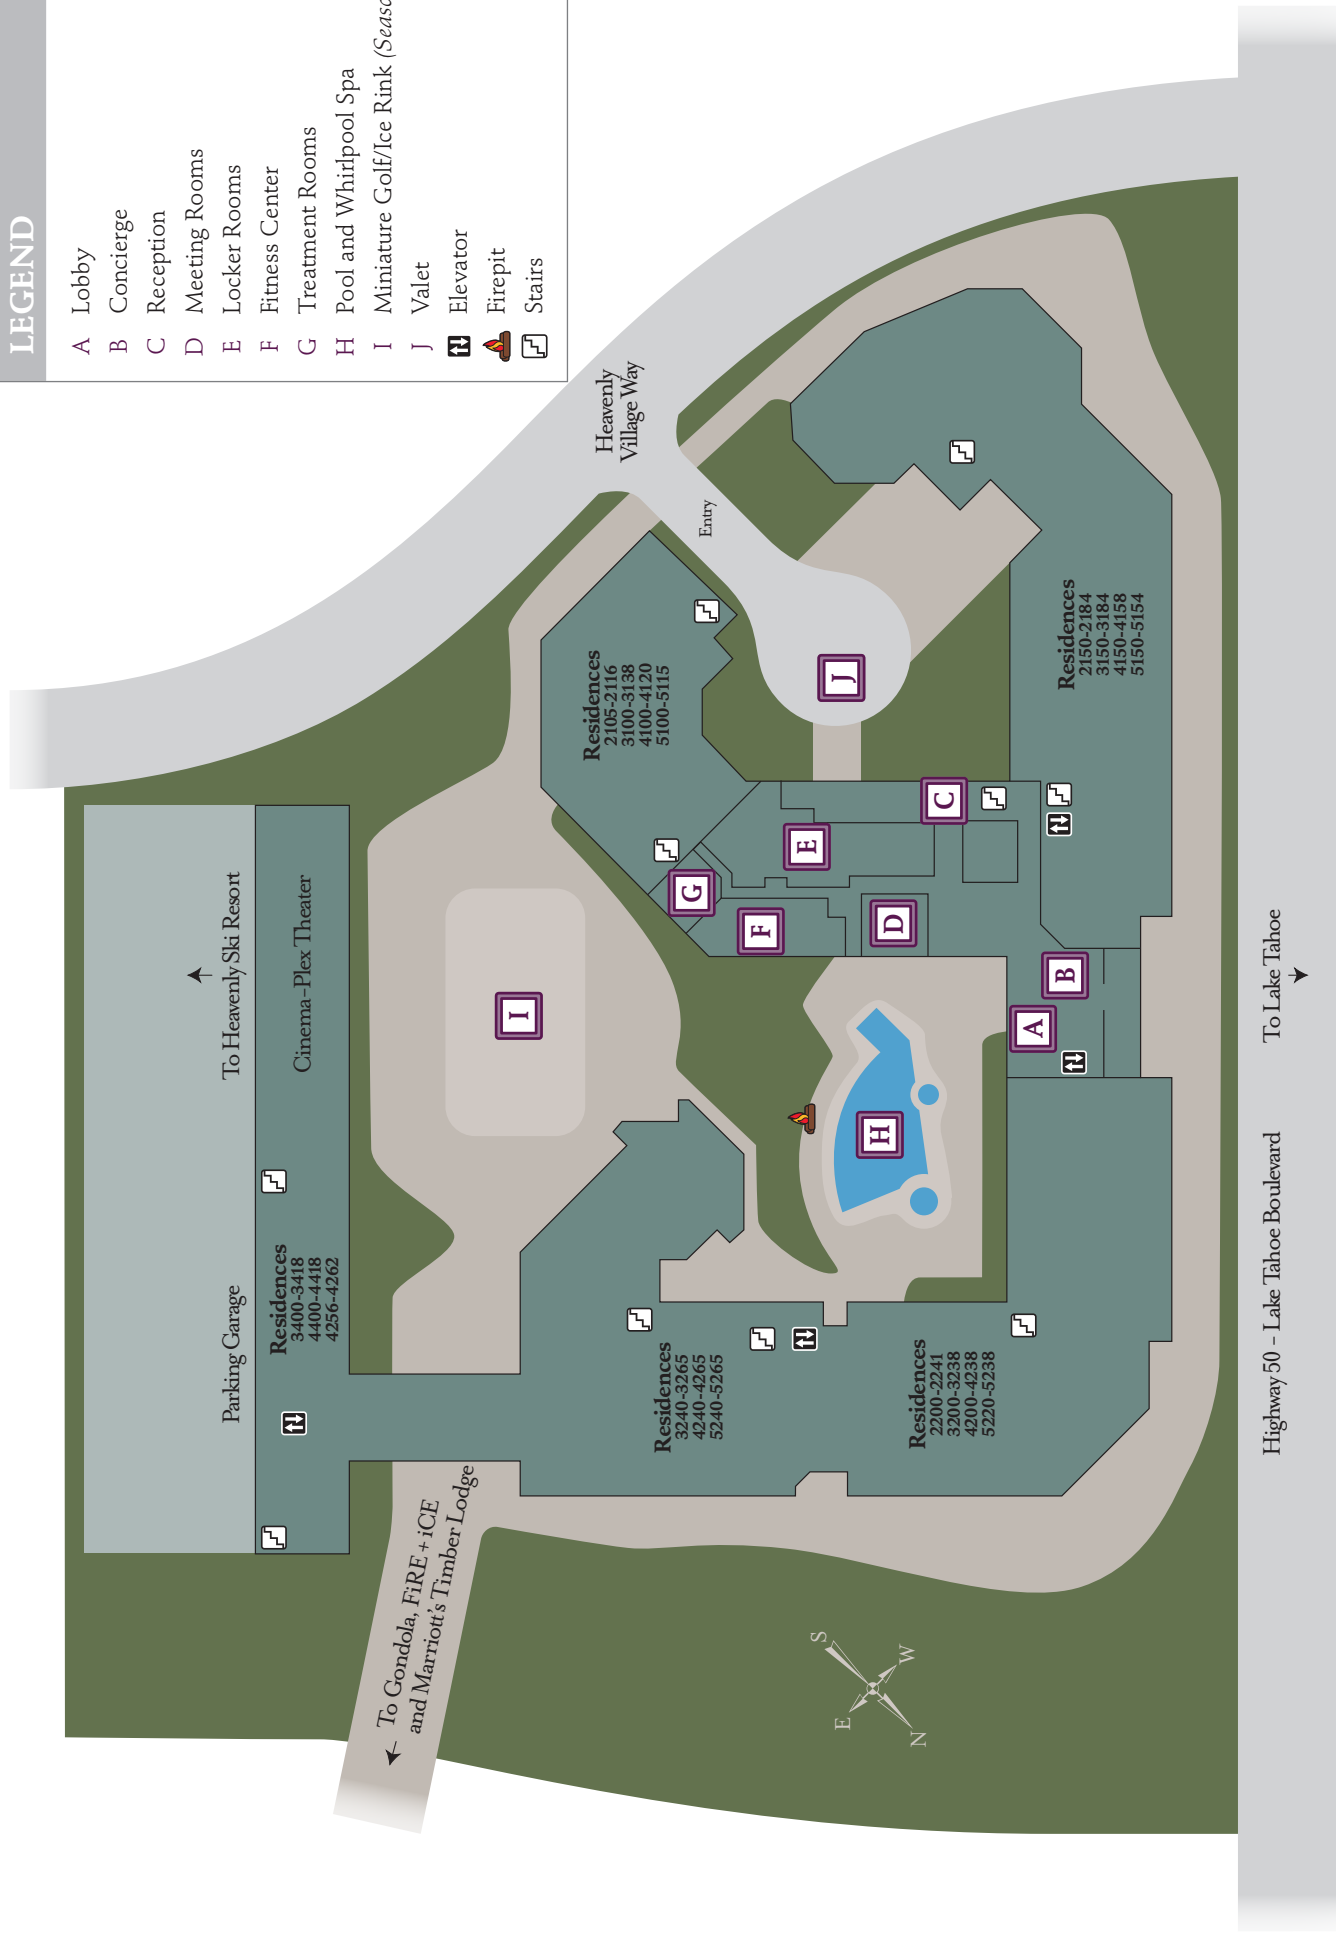 LEGEND
A Lobby
B Concierge
C Reception
D Meeting Rooms
E Locker Rooms
F Fitness Center
G Treatment Rooms
H Pool and Whirlpool Spa
I Miniature Golf/Ice Rink
J Valet
Elevator
Firepit
Stairs
To Heavenly Ski Resort
Parking Garage
Cinema-Plex Theater
Residences
3400-3418
4400-4418
4256-4262
To Gondola, FiRE + iCE
and Marriott's Timber Lodge
Heavenly
Village Way
Entry
Residences
2105-2116
3100-3138
4100-4120
5100-5115
I
G
F
E
D
C
J
H
A
B
Residences
3240-3265
4240-4265
5240-5265
Residences
2200-2241
3200-3238
4200-4238
5220-5238
Residences
2150-2184
3150-3184
4150-4158
5150-5154
S
W
E
N
Highway 50 – Lake Tahoe Boulevard
To Lake Tahoe